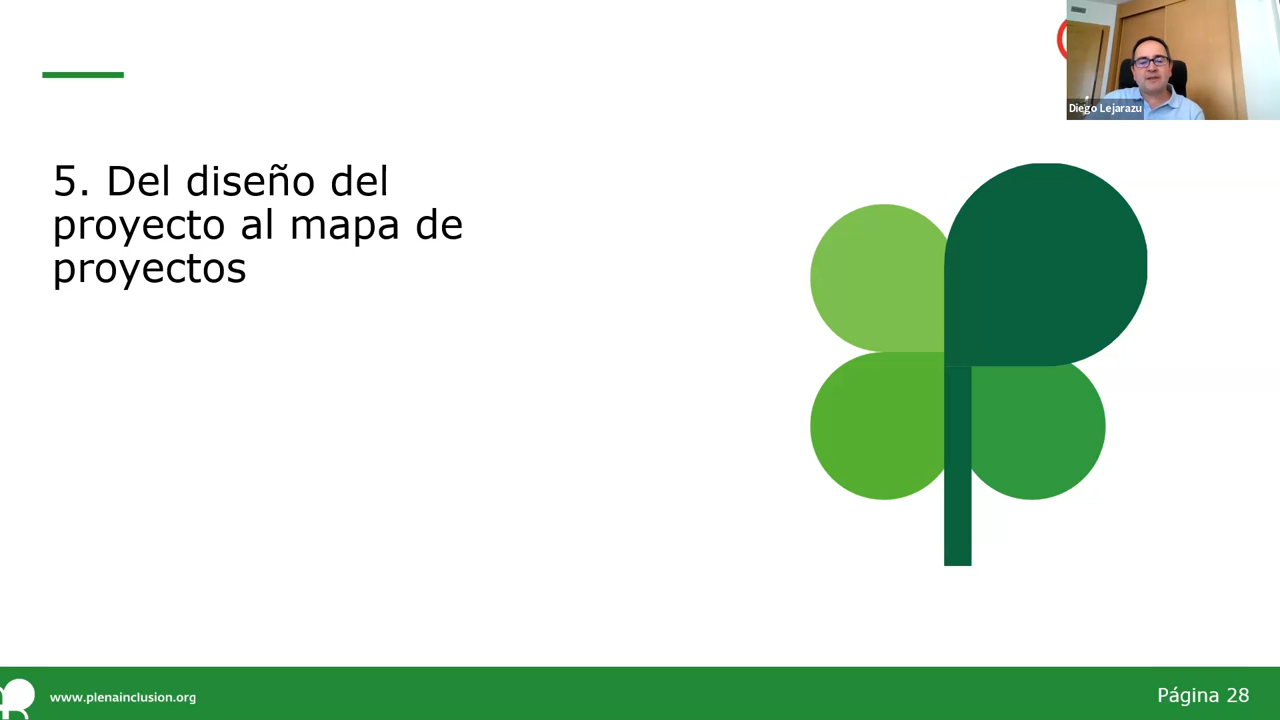 Diego Lejarazu
5. Del diseño del
proyecto al mapa de
proyectos
www.plenainclusion.org
Página 28